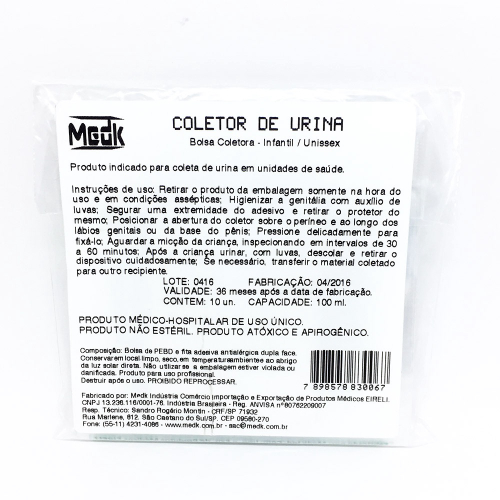 Medk
COLETOR DE URINA
Bolsa Coletora - Infantil / Unissex
Produto indicado para coleta de urina em unidades de saúde.
Instruções de uso: Retirar o produto da embalagem somente na hora do
uso e em condições assépticas; Higienizar a genitália com auxílio de
luvas; Segurar uma extremidade do adesivo e retirar o protetor do
mesmo; Posicionar a abertura do coletor sobre o períneo e ao longo dos
lábios genitais ou da base do pênis; Pressione delicadamente para
fixá-lo; Aguardar a micção da criança, inspecionando em intervalos de 30
a 60 minutos; Após a criança urinar, com luvas, descolar e retirar o
dispositivo cuidadosamente; Se necessário, transferir o material coletado
para outro recipiente.
LOTE: 0416 FABRICAÇÃO: 04/2016
VALIDADE: 36 meses após a data de fabricação.
CONTEM: 10 un. CAPACIDADE: 100 ml.
PRODUTO MÉDICO-HOSPITALAR DE USO ÚNICO.
PRODUTO NÃO ESTÉRIL. PRODUTO ATÓXICO E APIROGÊNICO.
Composição: Bolsa de PEBD e fita adesiva antialérgica dupla face.
Conservar em local limpo, seco, em temperatura ambiente e ao abrigo
da luz solar direta. Não utilizar se a embalagem estiver violada ou
danificada. Produto para uso profissional.
Destruir após o uso. PROIBIDO REPROCESSAR.
7 898578 830067
Fabricado por: Medk Indústria Comércio Importação e Exportação de Produtos Médicos EIRELI.
CNPJ 13.236.116/0001-76. Indústria Brasileira - Reg. ANVISA nº80762209007
Resp. Técnico: Sandro Rogério Montin - CRF/SP 71932
Rua Marlene, 612. São Caetano do Sul/SP. CEP 09560-270
Fone: (55-11) 4231-4086 - www.medk.com.br - sac@medk.com.br